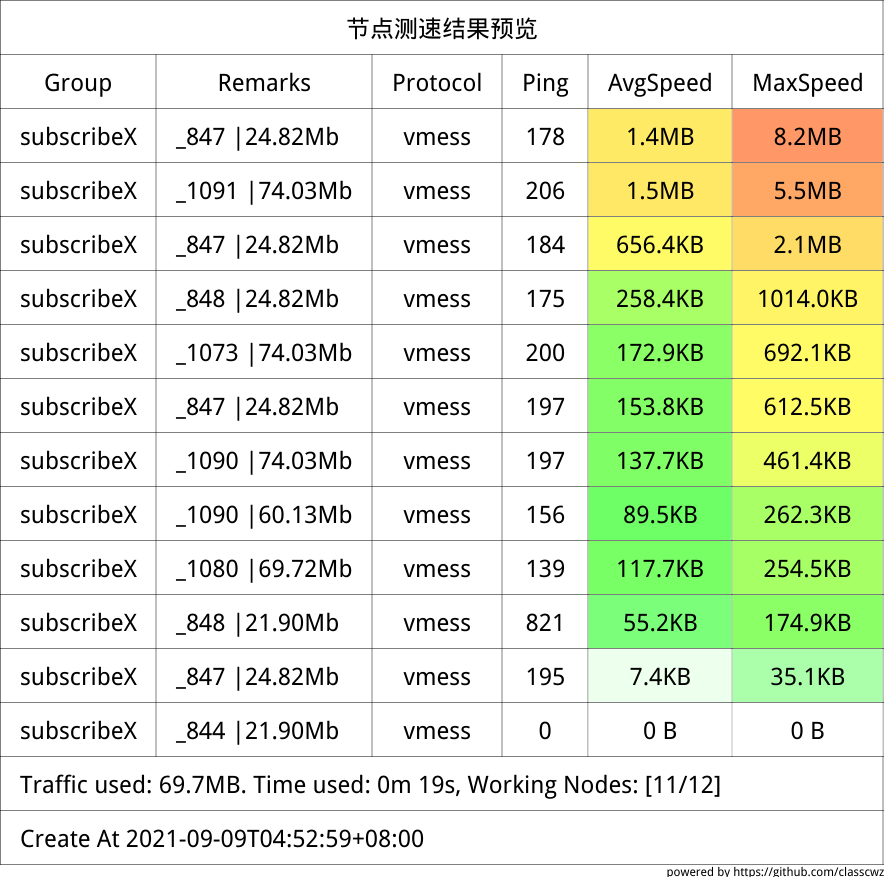 节点测速结果预览
Group Remarks Protocol Ping AvgSpeed MaxSpeed
subscribeX _847 |24.82Mb vmess 178 1.4MB 8.2MB
subscribeX _1091 |74.03Mb vmess 206 1.5MB 5.5MB
subscribeX _847 |24.82Mb vmess 184 656.4KB 2.1MB
subscribeX _848 |24.82Mb vmess 175 258.4KB 1014.0KB
subscribeX _1073 |74.03Mb vmess 200 172.9KB 692.1KB
subscribeX _847 |24.82Mb vmess 197 153.8KB 612.5KB
subscribeX _1090 |74.03Mb vmess 197 137.7KB 461.4KB
subscribeX _1090 |60.13Mb vmess 156 89.5KB 262.3KB
subscribeX _1080 |69.72Mb vmess 139 117.7KB 254.5KB
subscribeX _848 |21.90Mb vmess 821 55.2KB 174.9KB
subscribeX _847 |24.82Mb vmess 195 7.4KB 35.1KB
subscribeX _844 |21.90Mb vmess 0 0 B 0 B
Traffic used: 69.7MB. Time used: 0m 19s, Working Nodes: [11/12]
Create At 2021-09-09T04:52:59+08:00
powered by https://github.com/classcwz